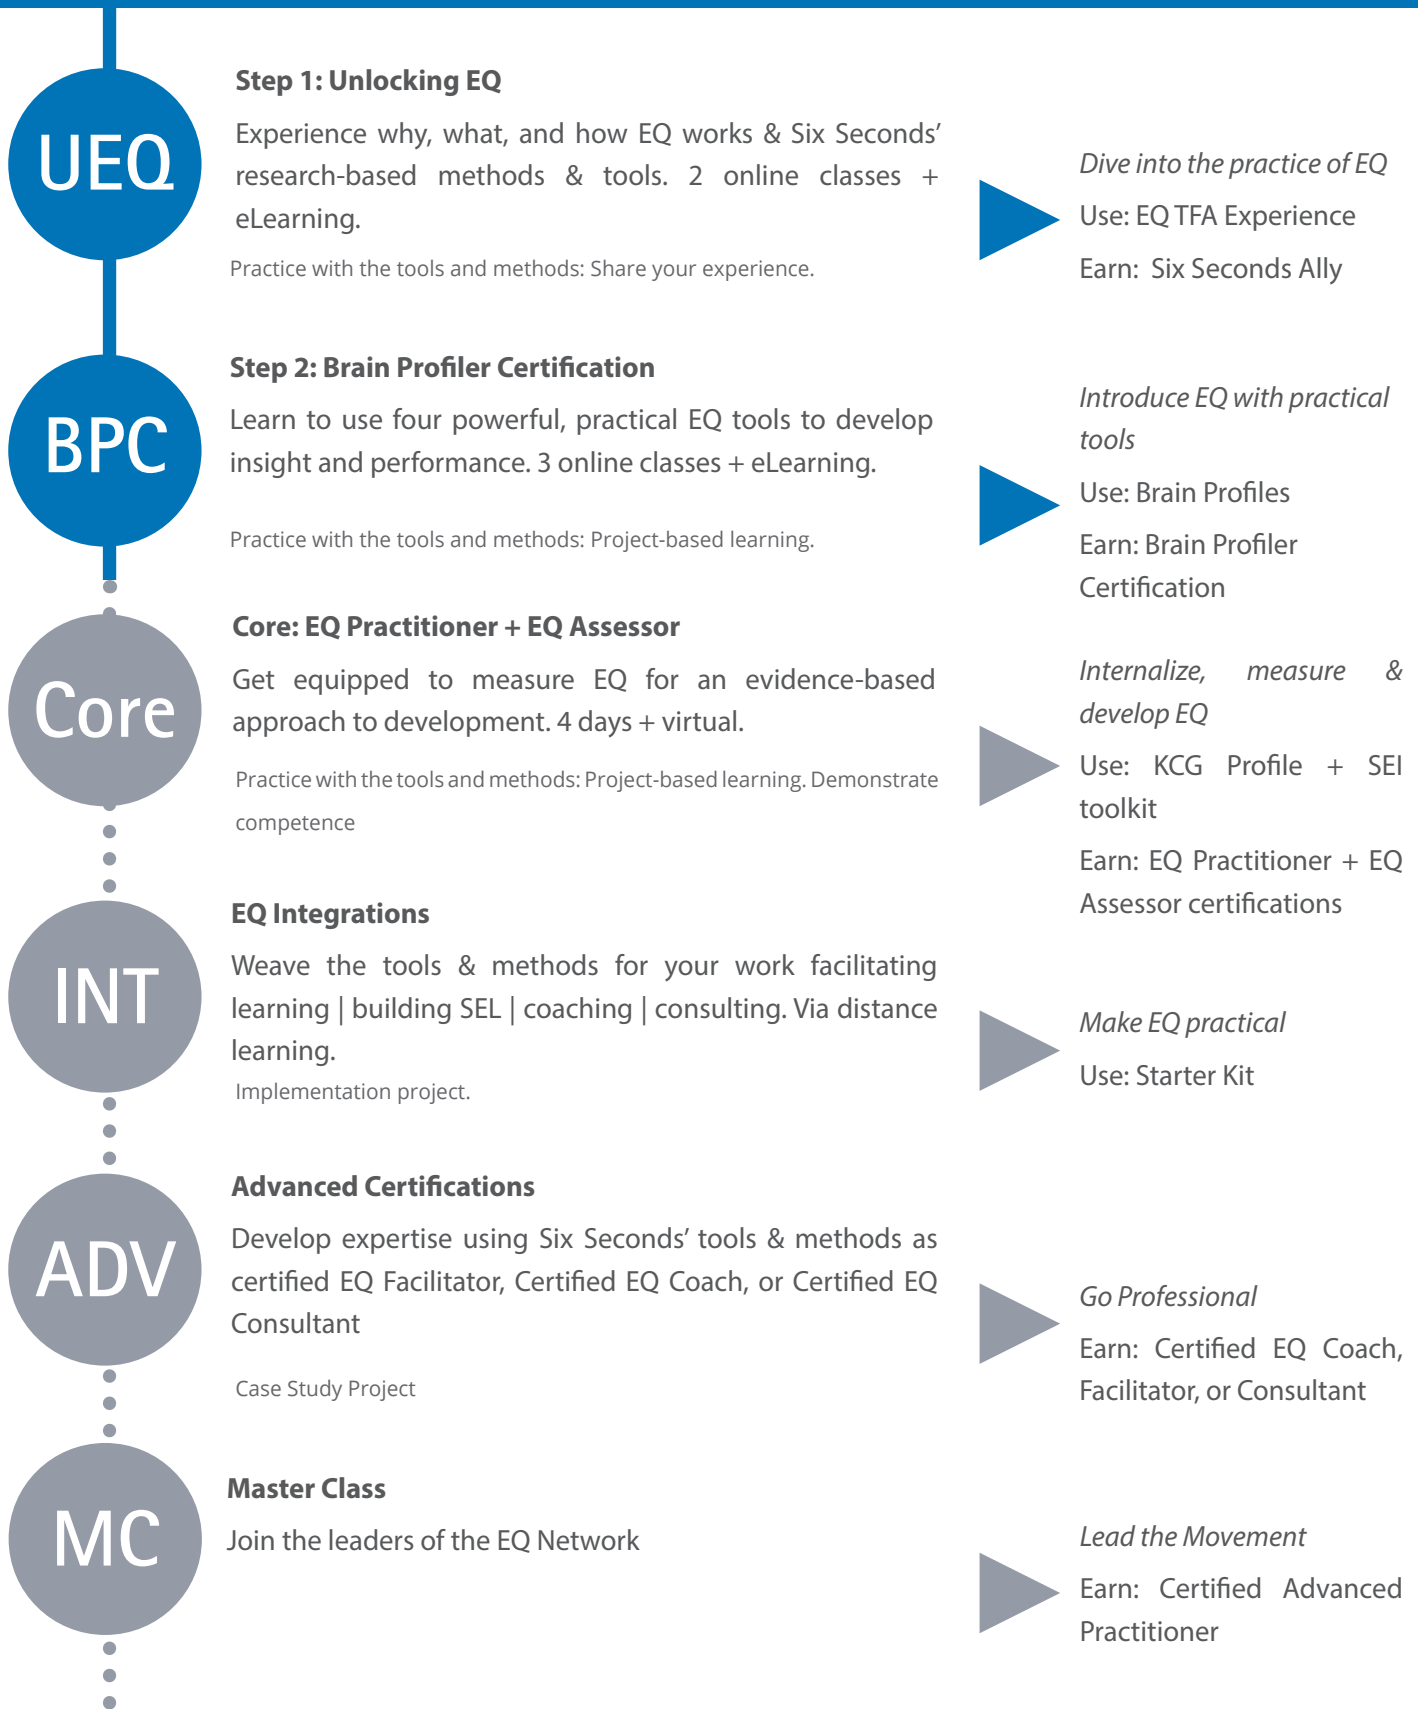 UEQ
Step 1: Unlocking EQ
Experience why, what, and how EQ works & Six Seconds’
research-based methods & tools. 2 online classes +
eLearning.
Practice with the tools and methods: Share your experience.
Dive into the practice of EQ
Use: EQ TFA Experience
Earn: Six Seconds Ally
BPC
Step 2: Brain Profiler Certification
Learn to use four powerful, practical EQ tools to develop
insight and performance. 3 online classes + eLearning.
Practice with the tools and methods: Project-based learning.
Introduce EQ with practical
tools
Use: Brain Profiles
Earn: Brain Profiler
Certification
Core
Core: EQ Practitioner + EQ Assessor
Get equipped to measure EQ for an evidence-based
approach to development. 4 days + virtual.
Practice with the tools and methods: Project-based learning. Demonstrate
competence
Internalize, measure &
develop EQ
Use: KCG Profile + SEI
toolkit
Earn: EQ Practitioner + EQ
Assessor certifications
INT
EQ Integrations
Weave the tools & methods for your work facilitating
learning | building SEL | coaching | consulting. Via distance
learning.
Implementation project.
Make EQ practical
Use: Starter Kit
ADV
Advanced Certifications
Develop expertise using Six Seconds’ tools & methods as
certified EQ Facilitator, Certified EQ Coach, or Certified EQ
Consultant
Case Study Project
Go Professional
Earn: Certified EQ Coach,
Facilitator, or Consultant
MC
Master Class
Join the leaders of the EQ Network
Lead the Movement
Earn: Certified Advanced
Practitioner